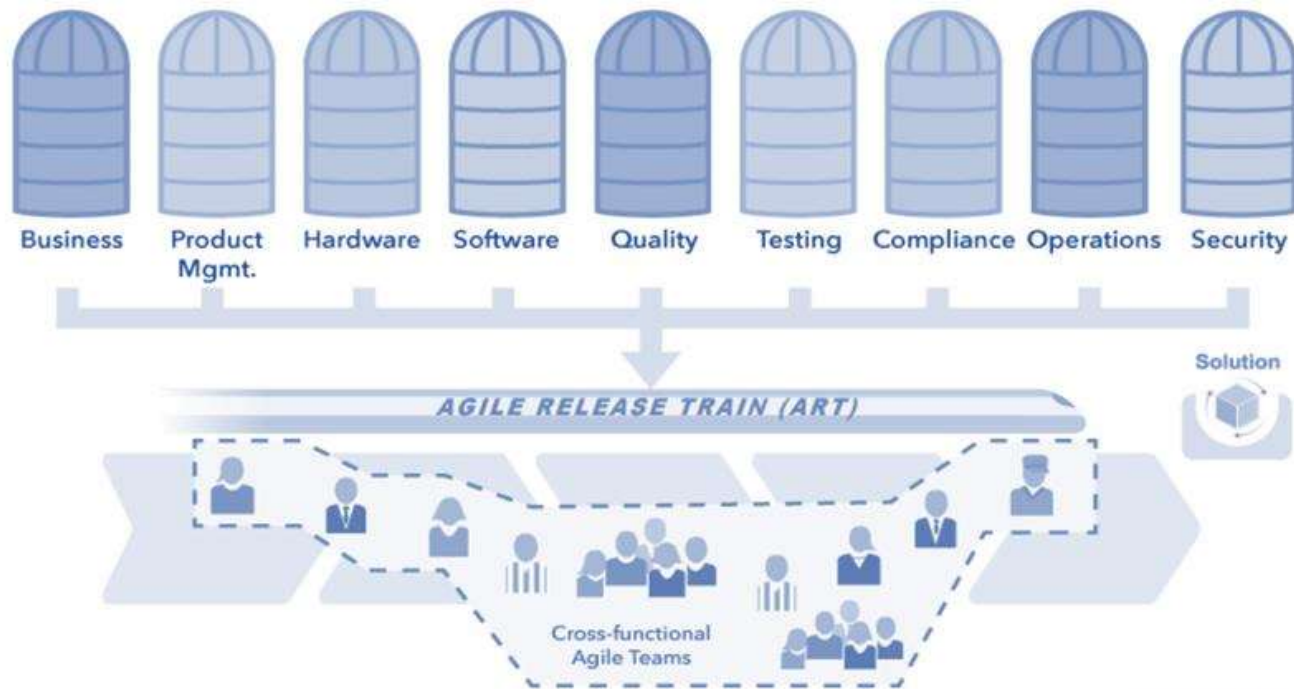 Business
Product
Mgmt.
Hardware
Software
Quality
Testing
Compliance
Operations
Security
Solution
AGILE RELEASE TRAIN (ART)
Cross-functional
Agile Teams